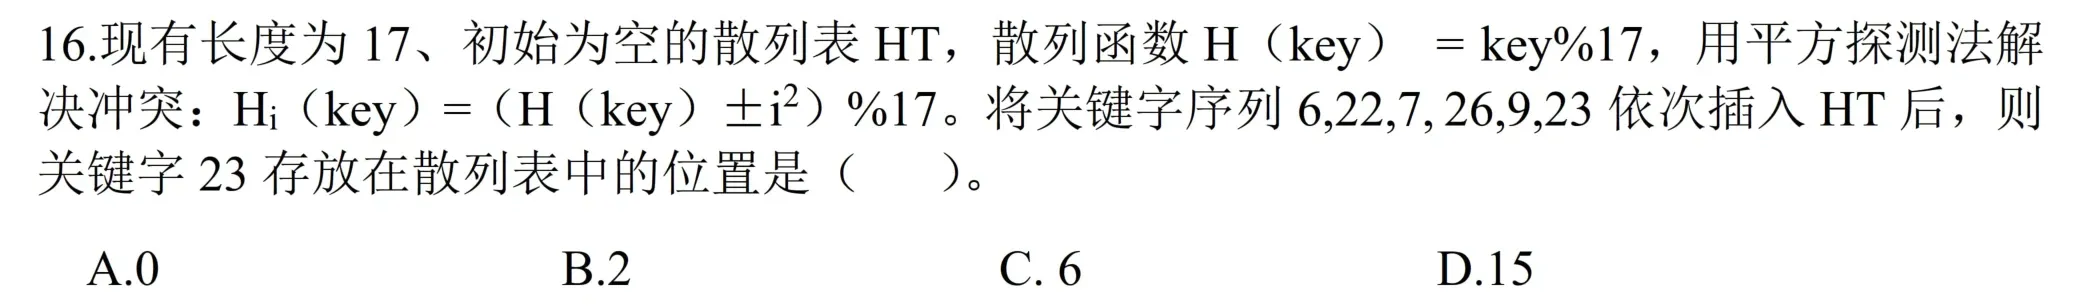 16.现有长度为 17、初始为空的散列表 HT，散列函数 H（key） = key%17，用平方探测法解
决冲突：Hᵢ（key）=（H（key）±i²）%17。将关键字序列 6,22,7, 26,9,23 依次插入 HT 后，则
关键字 23 存放在散列表中的位置是（ ）。
A.0 B.2 C. 6 D.15